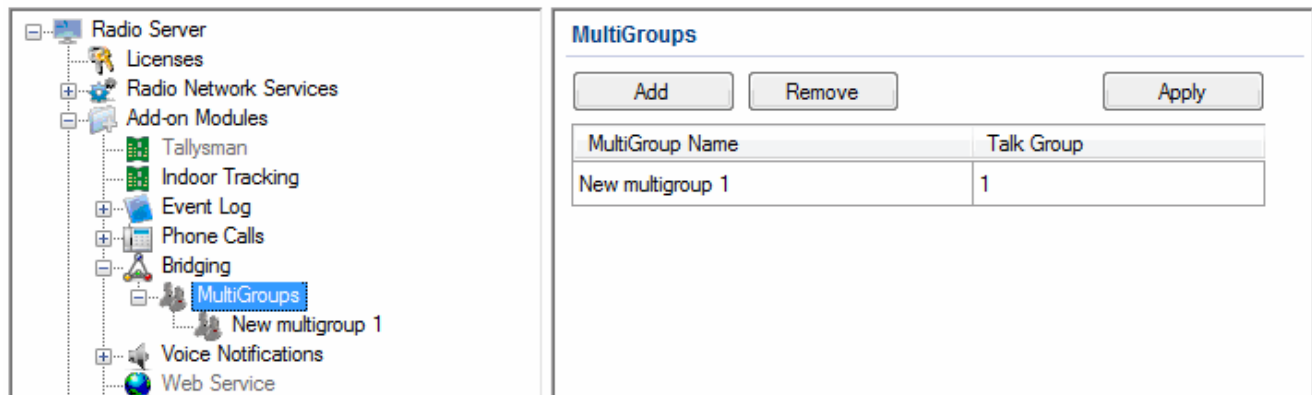 Radio Server
Licenses
Radio Network Services
Add-on Modules
Tallysman
Indoor Tracking
Event Log
Phone Calls
Bridging
MultiGroups
New multigroup 1
Voice Notifications
Web Service
MultiGroups
Add Remove Apply
MultiGroup Name Talk Group
New multigroup 1 1